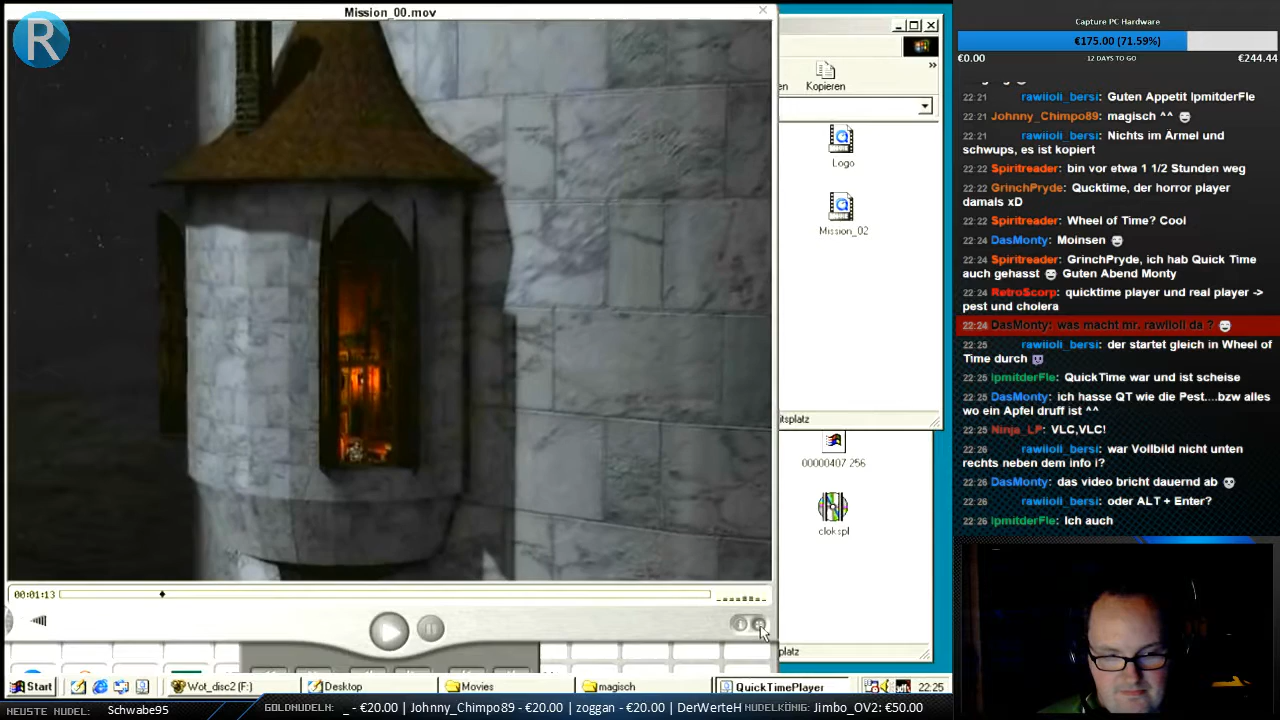 Mission_00.mov
R
Kopieren
Logo
Mission_02
itsplatz
00000407.256
clokspl
platz
00:01:13
Start
Wot_disc2 (F:)
Desktop
Movies
magisch
QuickTimePlayer
22:25
Capture PC Hardware
€175.00 (71.59%)
€0.00
12 DAYS TO GO
€244.44
22:21 rawiioli_bersi: Guten Appetit IpmitderFle
22:21 Johnny_Chimpo89: magisch ^^
22:21 rawiioli_bersi: Nichts im Ärmel und
schwups, es ist kopiert
22:22 Spiritreader: bin vor etwa 1 1/2 Stunden weg
22:22 GrinchPryde: Qucktime, der horror player
damals xD
22:22 Spiritreader: Wheel of Time? Cool
22:24 DasMonty: Moinsen
22:24 Spiritreader: GrinchPryde, ich hab Quick Time
auch gehasst Guten Abend Monty
22:24 RetroScorp: quicktime player und real player ->
pest und cholera
22:24 DasMonty: was macht mr. rawiioli da ?
22:25 rawiioli_bersi: der startet gleich in Wheel of
Time durch
22:25 IpmitderFle: QuickTime war und ist scheise
22:25 DasMonty: ich hasse QT wie die Pest....bzw alles
wo ein Apfel druff ist ^^
22:25 Ninja_LP: VLC,VLC!
22:26 rawiioli_bersi: war Vollbild nicht unten
rechts neben dem info i?
22:26 DasMonty: das video bricht dauernd ab
22:26 rawiioli_bersi: oder ALT + Enter?
22:26 IpmitderFle: Ich auch
NEUSTE NUDEL: Schwabe95
GOLDNUDELN: _ - €20.00 | Johnny_Chimpo89 - €20.00 | zoggan - €20.00 | DerWerteH
NUDELKÖNIG: Jimbo_OV2: €50.00